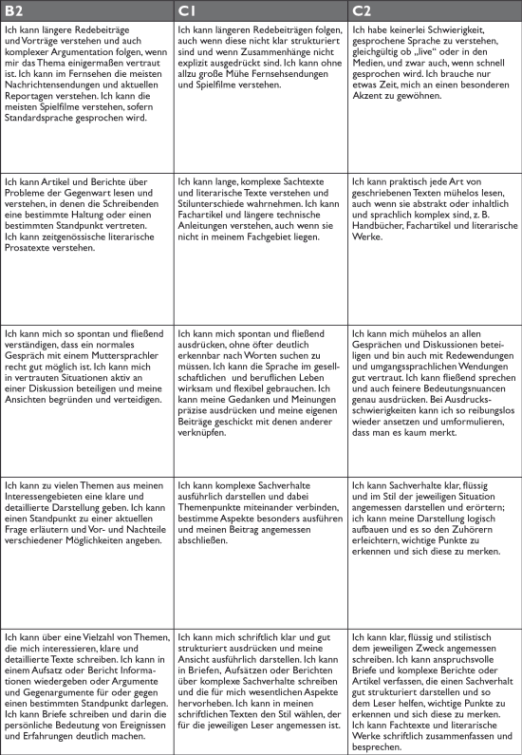 B2
C1
C2
Ich kann längere Redebeiträge
und Vorträge verstehen und auch
komplexer Argumentation folgen, wenn
mir das Thema einigermaßen vertraut
ist. Ich kann im Fernsehen die meisten
Nachrichtensendungen und aktuellen
Reportagen verstehen. Ich kann die
meisten Spielfilme verstehen, sofern
Standardsprache gesprochen wird.
Ich kann längeren Redebeiträgen folgen,
auch wenn diese nicht klar strukturiert
sind und wenn Zusammenhänge nicht
explizit ausgedrückt sind. Ich kann ohne
allzu große Mühe Fernsehsendungen
und Spielfilme verstehen.
Ich habe keinerlei Schwierigkeit,
gesprochene Sprache zu verstehen,
gleichgültig ob „live“ oder in den
Medien, und zwar auch, wenn schnell
gesprochen wird. Ich brauche nur
etwas Zeit, mich an einen besonderen
Akzent zu gewöhnen.
Ich kann Artikel und Berichte über
Probleme der Gegenwart lesen und
verstehen, in denen die Schreibenden
eine bestimmte Haltung oder einen
bestimmten Standpunkt vertreten.
Ich kann zeitgenössische literarische
Prosatexte verstehen.
Ich kann lange, komplexe Sachtexte
und literarische Texte verstehen und
Stilunterschiede wahrnehmen. Ich kann
Fachartikel und längere technische
Anleitungen verstehen, auch wenn sie
nicht in meinem Fachgebiet liegen.
Ich kann praktisch jede Art von
geschriebenen Texten mühelos lesen,
auch wenn sie abstrakt oder inhaltlich
und sprachlich komplex sind, z. B.
Handbücher, Fachartikel und literarische
Werke.
Ich kann mich so spontan und fließend
verständigen, dass ein normales
Gespräch mit einem Muttersprachler
recht gut möglich ist. Ich kann mich
in vertrauten Situationen aktiv an
einer Diskussion beteiligen und meine
Ansichten begründen und verteidigen.
Ich kann mich spontan und fließend
ausdrücken, ohne öfter deutlich
erkennbar nach Worten suchen zu
müssen. Ich kann die Sprache im gesell-
schaftlichen und beruflichen Leben
wirksam und flexibel gebrauchen. Ich
kann meine Gedanken und Meinungen
präzise ausdrücken und meine eigenen
Beiträge geschickt mit denen anderer
verknüpfen.
Ich kann mich mühelos an allen
Gesprächen und Diskussionen betei-
ligen und bin auch mit Redewendungen
und umgangssprachlichen Wendungen
gut vertraut. Ich kann fließend sprechen
und auch feinere Bedeutungsnuancen
genau ausdrücken. Bei Ausdrucks-
schwierigkeiten kann ich so reibungslos
wieder ansetzen und umformulieren,
dass man es kaum merkt.
Ich kann zu vielen Themen aus meinen
Interessengebieten eine klare und
detaillierte Darstellung geben. Ich kann
einen Standpunkt zu einer aktuellen
Frage erläutern und Vor- und Nachteile
verschiedener Möglichkeiten angeben.
Ich kann komplexe Sachverhalte
ausführlich darstellen und dabei
Themenpunkte miteinander verbinden,
bestimme Aspekte besonders ausführen
und meinen Beitrag angemessen
abschließen.
Ich kann Sachverhalte klar, flüssig
und im Stil der jeweiligen Situation
angemessen darstellen und erörtern;
ich kann meine Darstellung logisch
aufbauen und es so den Zuhörern
erleichtern, wichtige Punkte zu
erkennen und sich diese zu merken.
Ich kann über eine Vielzahl von Themen,
die mich interessieren, klare und
detaillierte Texte schreiben. Ich kann in
einem Aufsatz oder Bericht Informa-
tionen wiedergeben oder Argumente
und Gegenargumente für oder gegen
einen bestimmten Standpunkt darlegen.
Ich kann Briefe schreiben und darin die
persönliche Bedeutung von Ereignissen
und Erfahrungen deutlich machen.
Ich kann mich schriftlich klar und gut
strukturiert ausdrücken und meine
Ansicht ausführlich darstellen. Ich kann
in Briefen, Aufsätzen oder Berichten
über komplexe Sachverhalte schreiben
und die für mich wesentlichen Aspekte
hervorheben. Ich kann in meinen
schriftlichen Texten den Stil wählen, der
für die jeweiligen Leser angemessen ist.
Ich kann klar, flüssig und stilistisch
dem jeweiligen Zweck angemessen
schreiben. Ich kann anspruchsvolle
Briefe und komplexe Berichte oder
Artikel verfassen, die einen Sachverhalt
gut strukturiert darstellen und so
dem Leser helfen, wichtige Punkte zu
erkennen und sich diese zu merken.
Ich kann Fachtexte und literarische
Werke schriftlich zusammenfassen und
besprechen.